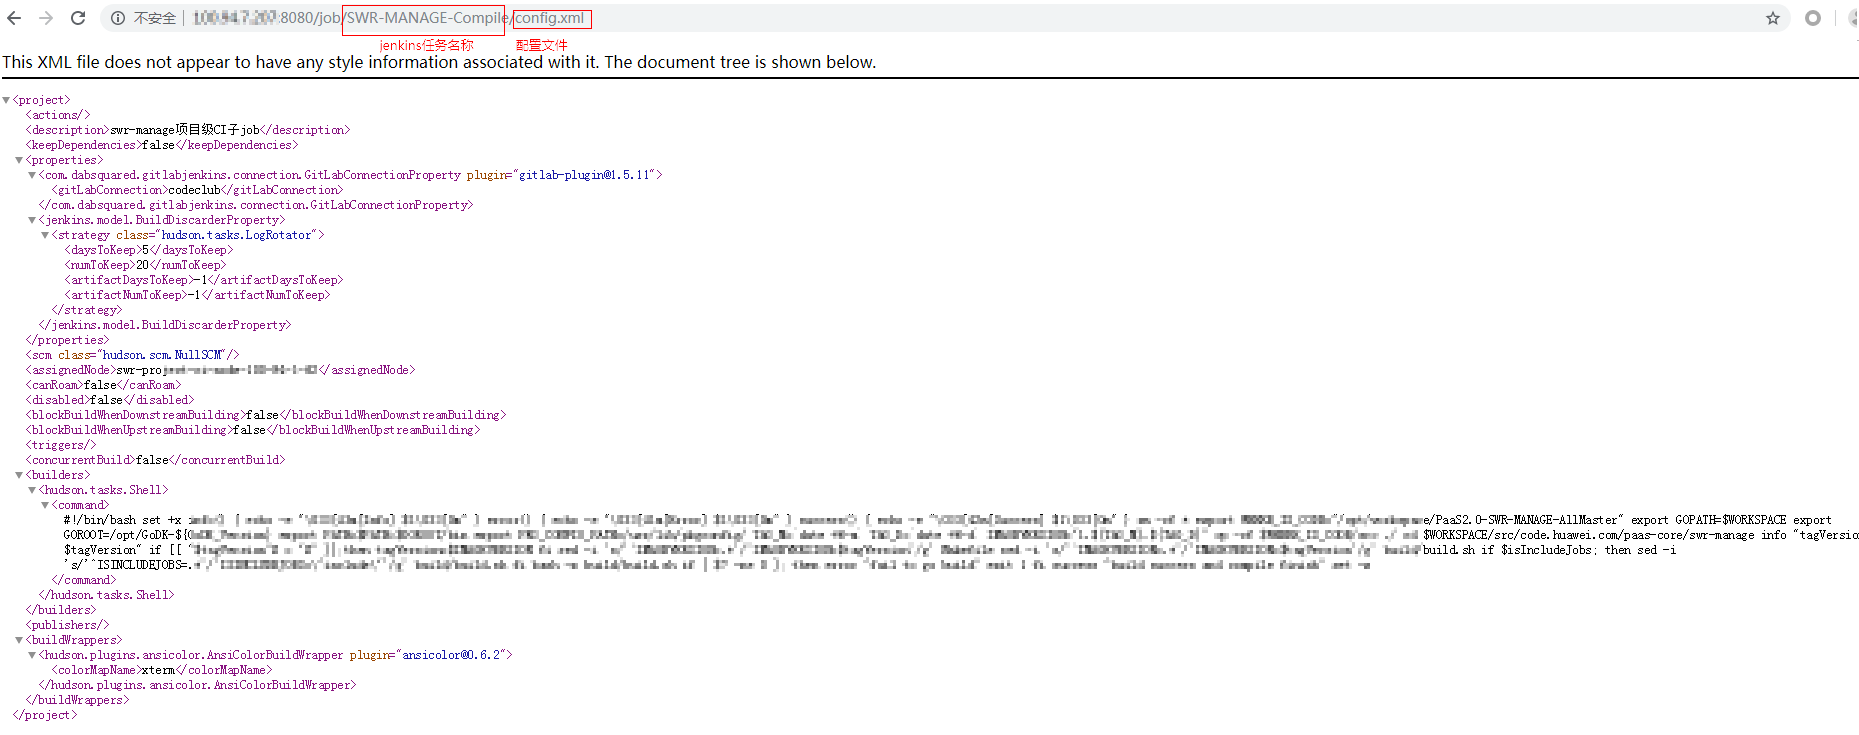 不安全 | :8080/job/SWR-MANAGE-Compile/config.xml
jenkins任务名称 配置文件
This XML file does not appear to have any style information associated with it. The document tree is shown below.
<project>
<actions/>
<description>swr-manage项目级CI子job</description>
<keepDependencies>false</keepDependencies>
<properties>
<com.dabsquared.gitlabjenkins.connection.GitLabConnectionProperty plugin="gitlab-plugin@1.5.11">
<gitLabConnection>codeclub</gitLabConnection>
</com.dabsquared.gitlabjenkins.connection.GitLabConnectionProperty>
<jenkins.model.BuildDiscarderProperty>
<strategy class="hudson.tasks.LogRotator">
<daysToKeep>5</daysToKeep>
<numToKeep>20</numToKeep>
<artifactDaysToKeep>-1</artifactDaysToKeep>
<artifactNumToKeep>-1</artifactNumToKeep>
</strategy>
</jenkins.model.BuildDiscarderProperty>
</properties>
<scm class="hudson.scm.NullSCM"/>
<assignedNode>swr-pro</assignedNode>
<canRoam>false</canRoam>
<disabled>false</disabled>
<blockBuildWhenDownstreamBuilding>false</blockBuildWhenDownstreamBuilding>
<blockBuildWhenUpstreamBuilding>false</blockBuildWhenUpstreamBuilding>
<triggers/>
<concurrentBuild>false</concurrentBuild>
<builders>
<hudson.tasks.Shell>
<command>
#!/bin/bash set +x /PaaS2.0-SWR-MANAGE-AllMaster" export GOPATH=$WORKSPACE export
GOROOT=/opt/GoDK-${ $WORKSPACE/src/code.huawei.com/paas-core/swr-manage info "tagVersion
$tagVersion" if [[ " build.sh if $isIncludeJobs; then sed -i
's/^ISINCLUDEJOBS=.
</command>
</hudson.tasks.Shell>
</builders>
<publishers/>
<buildWrappers>
<hudson.plugins.ansicolor.AnsiColorBuildWrapper plugin="ansicolor@0.6.2">
<colorMapName>xterm</colorMapName>
</hudson.plugins.ansicolor.AnsiColorBuildWrapper>
</buildWrappers>
</project>